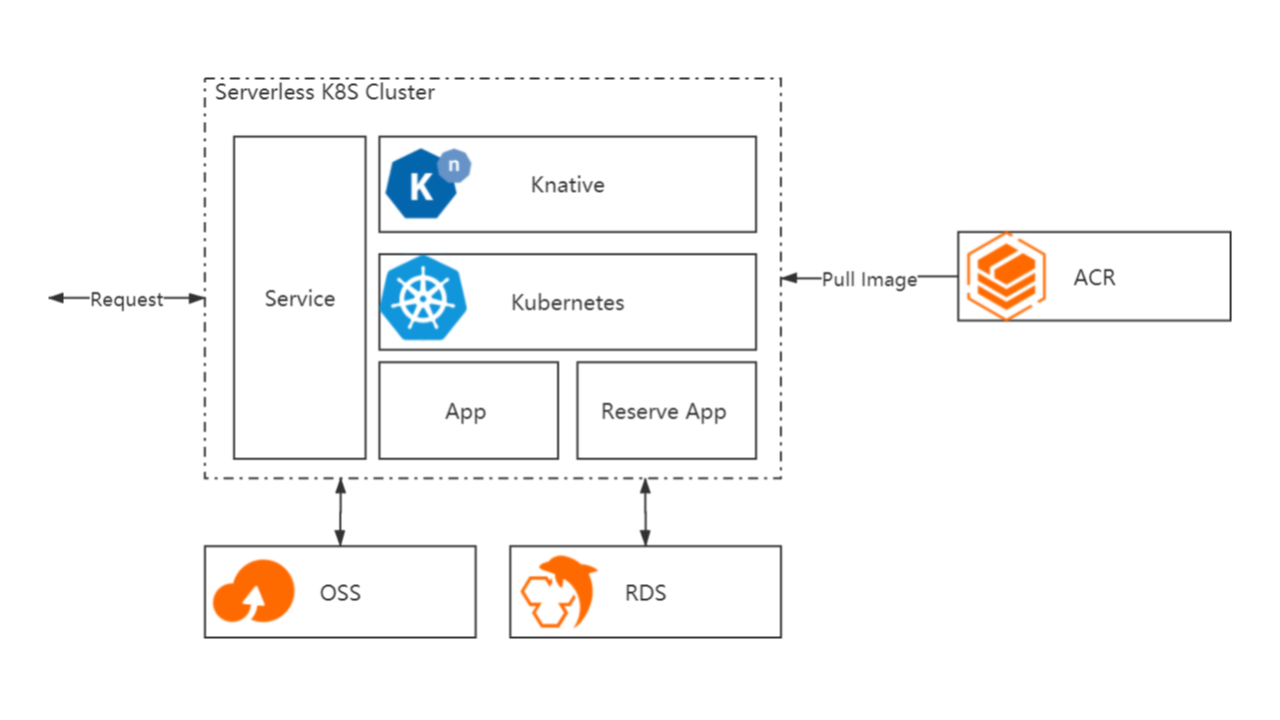 Serverless K8S Cluster
K n
Knative
Service
Kubernetes
Request
Pull Image
ACR
App
Reserve App
OSS
RDS